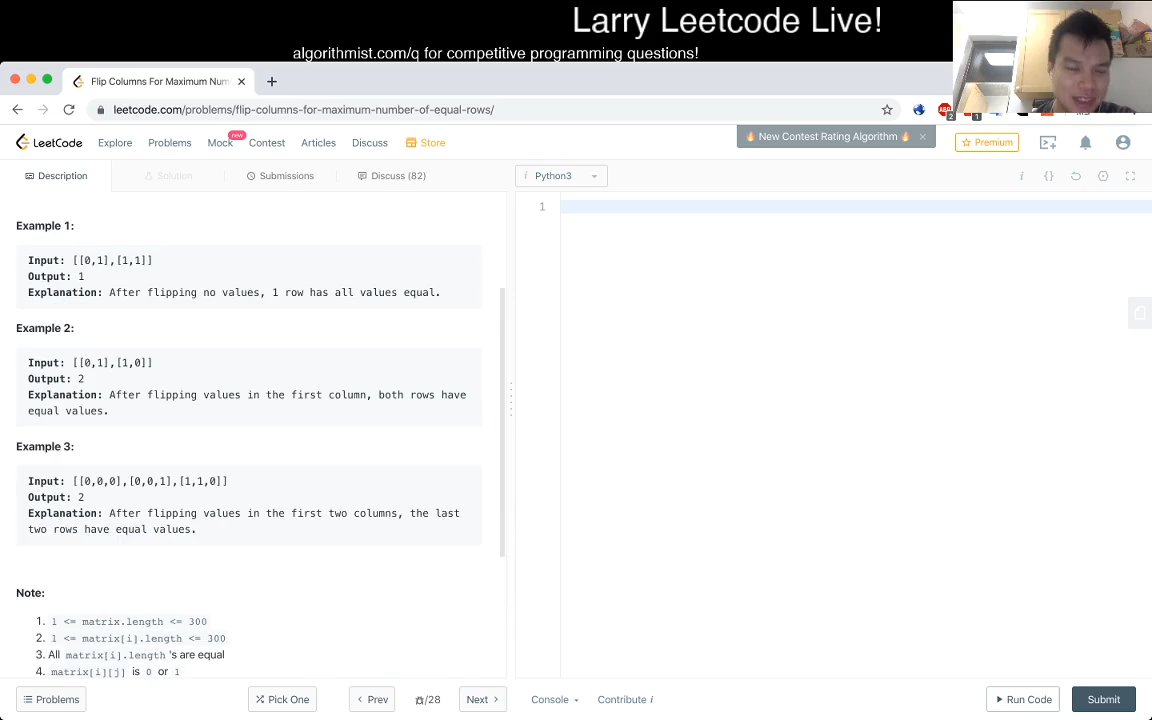 Larry Leetcode Live!
algorithmist.com/q for competitive programming questions!
Flip Columns For Maximum Num
leetcode.com/problems/flip-columns-for-maximum-number-of-equal-rows/
LeetCode Explore Problems Mock new Contest Articles Discuss Store
🔥 New Contest Rating Algorithm 🔥 ×
Premium
Description Solution Submissions Discuss (82)
i Python3
1
Example 1:
Input: [[0,1],[1,1]]
Output: 1
Explanation: After flipping no values, 1 row has all values equal.
Example 2:
Input: [[0,1],[1,0]]
Output: 2
Explanation: After flipping values in the first column, both rows have
equal values.
Example 3:
Input: [[0,0,0],[0,0,1],[1,1,0]]
Output: 2
Explanation: After flipping values in the first two columns, the last
two rows have equal values.
Note:
1. 1 <= matrix.length <= 300
2. 1 <= matrix[i].length <= 300
3. All matrix[i].length 's are equal
4. matrix[i][j] is 0 or 1
Problems Pick One < Prev /28 Next > Console Contribute i Run Code Submit